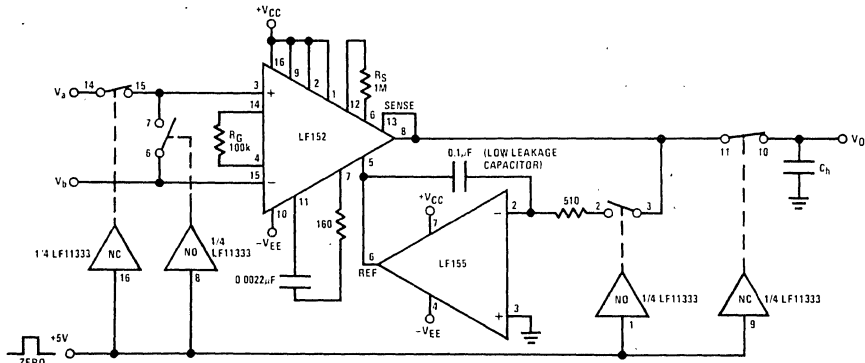 +VCC
16
9
2
1
12
RS
1M
6
SENSE
13
8
Va
14
15
3
+
14
7
RG
100k
LF152
6
4
Vb
15
−
5
0.1μF (LOW LEAKAGE
CAPACITOR)
11
10
VO
Ch
10
11
7
−VEE
160
+VCC
7
2
−
510
2
3
LF155
6
REF
0 0022μF
4
−VEE
3
+
1'4 LF11333
NC
16
NO
1/4
LF11333
8
NO
1/4 LF11333
1
NC
1/4 LF11333
9
+5V
ZERO